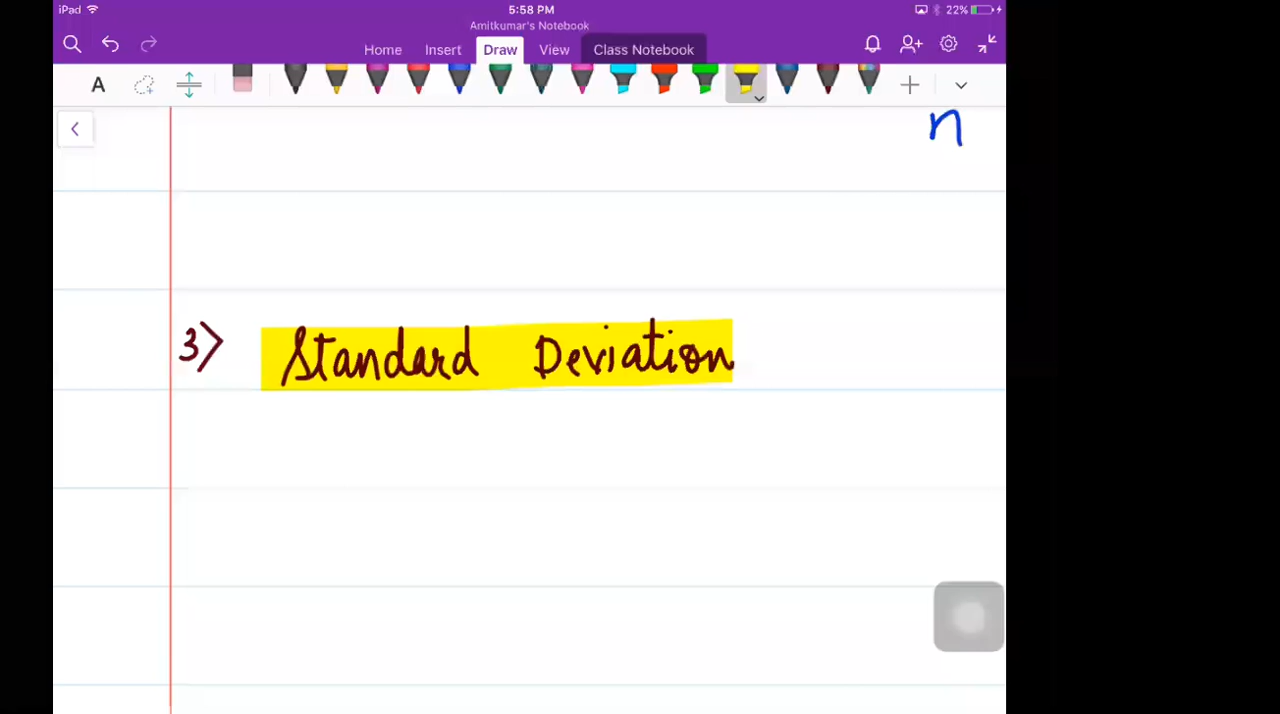 iPad 5:58 PM 22%
Amitkumar's Notebook
Home Insert Draw View Class Notebook
A
n
3) Standard Deviation